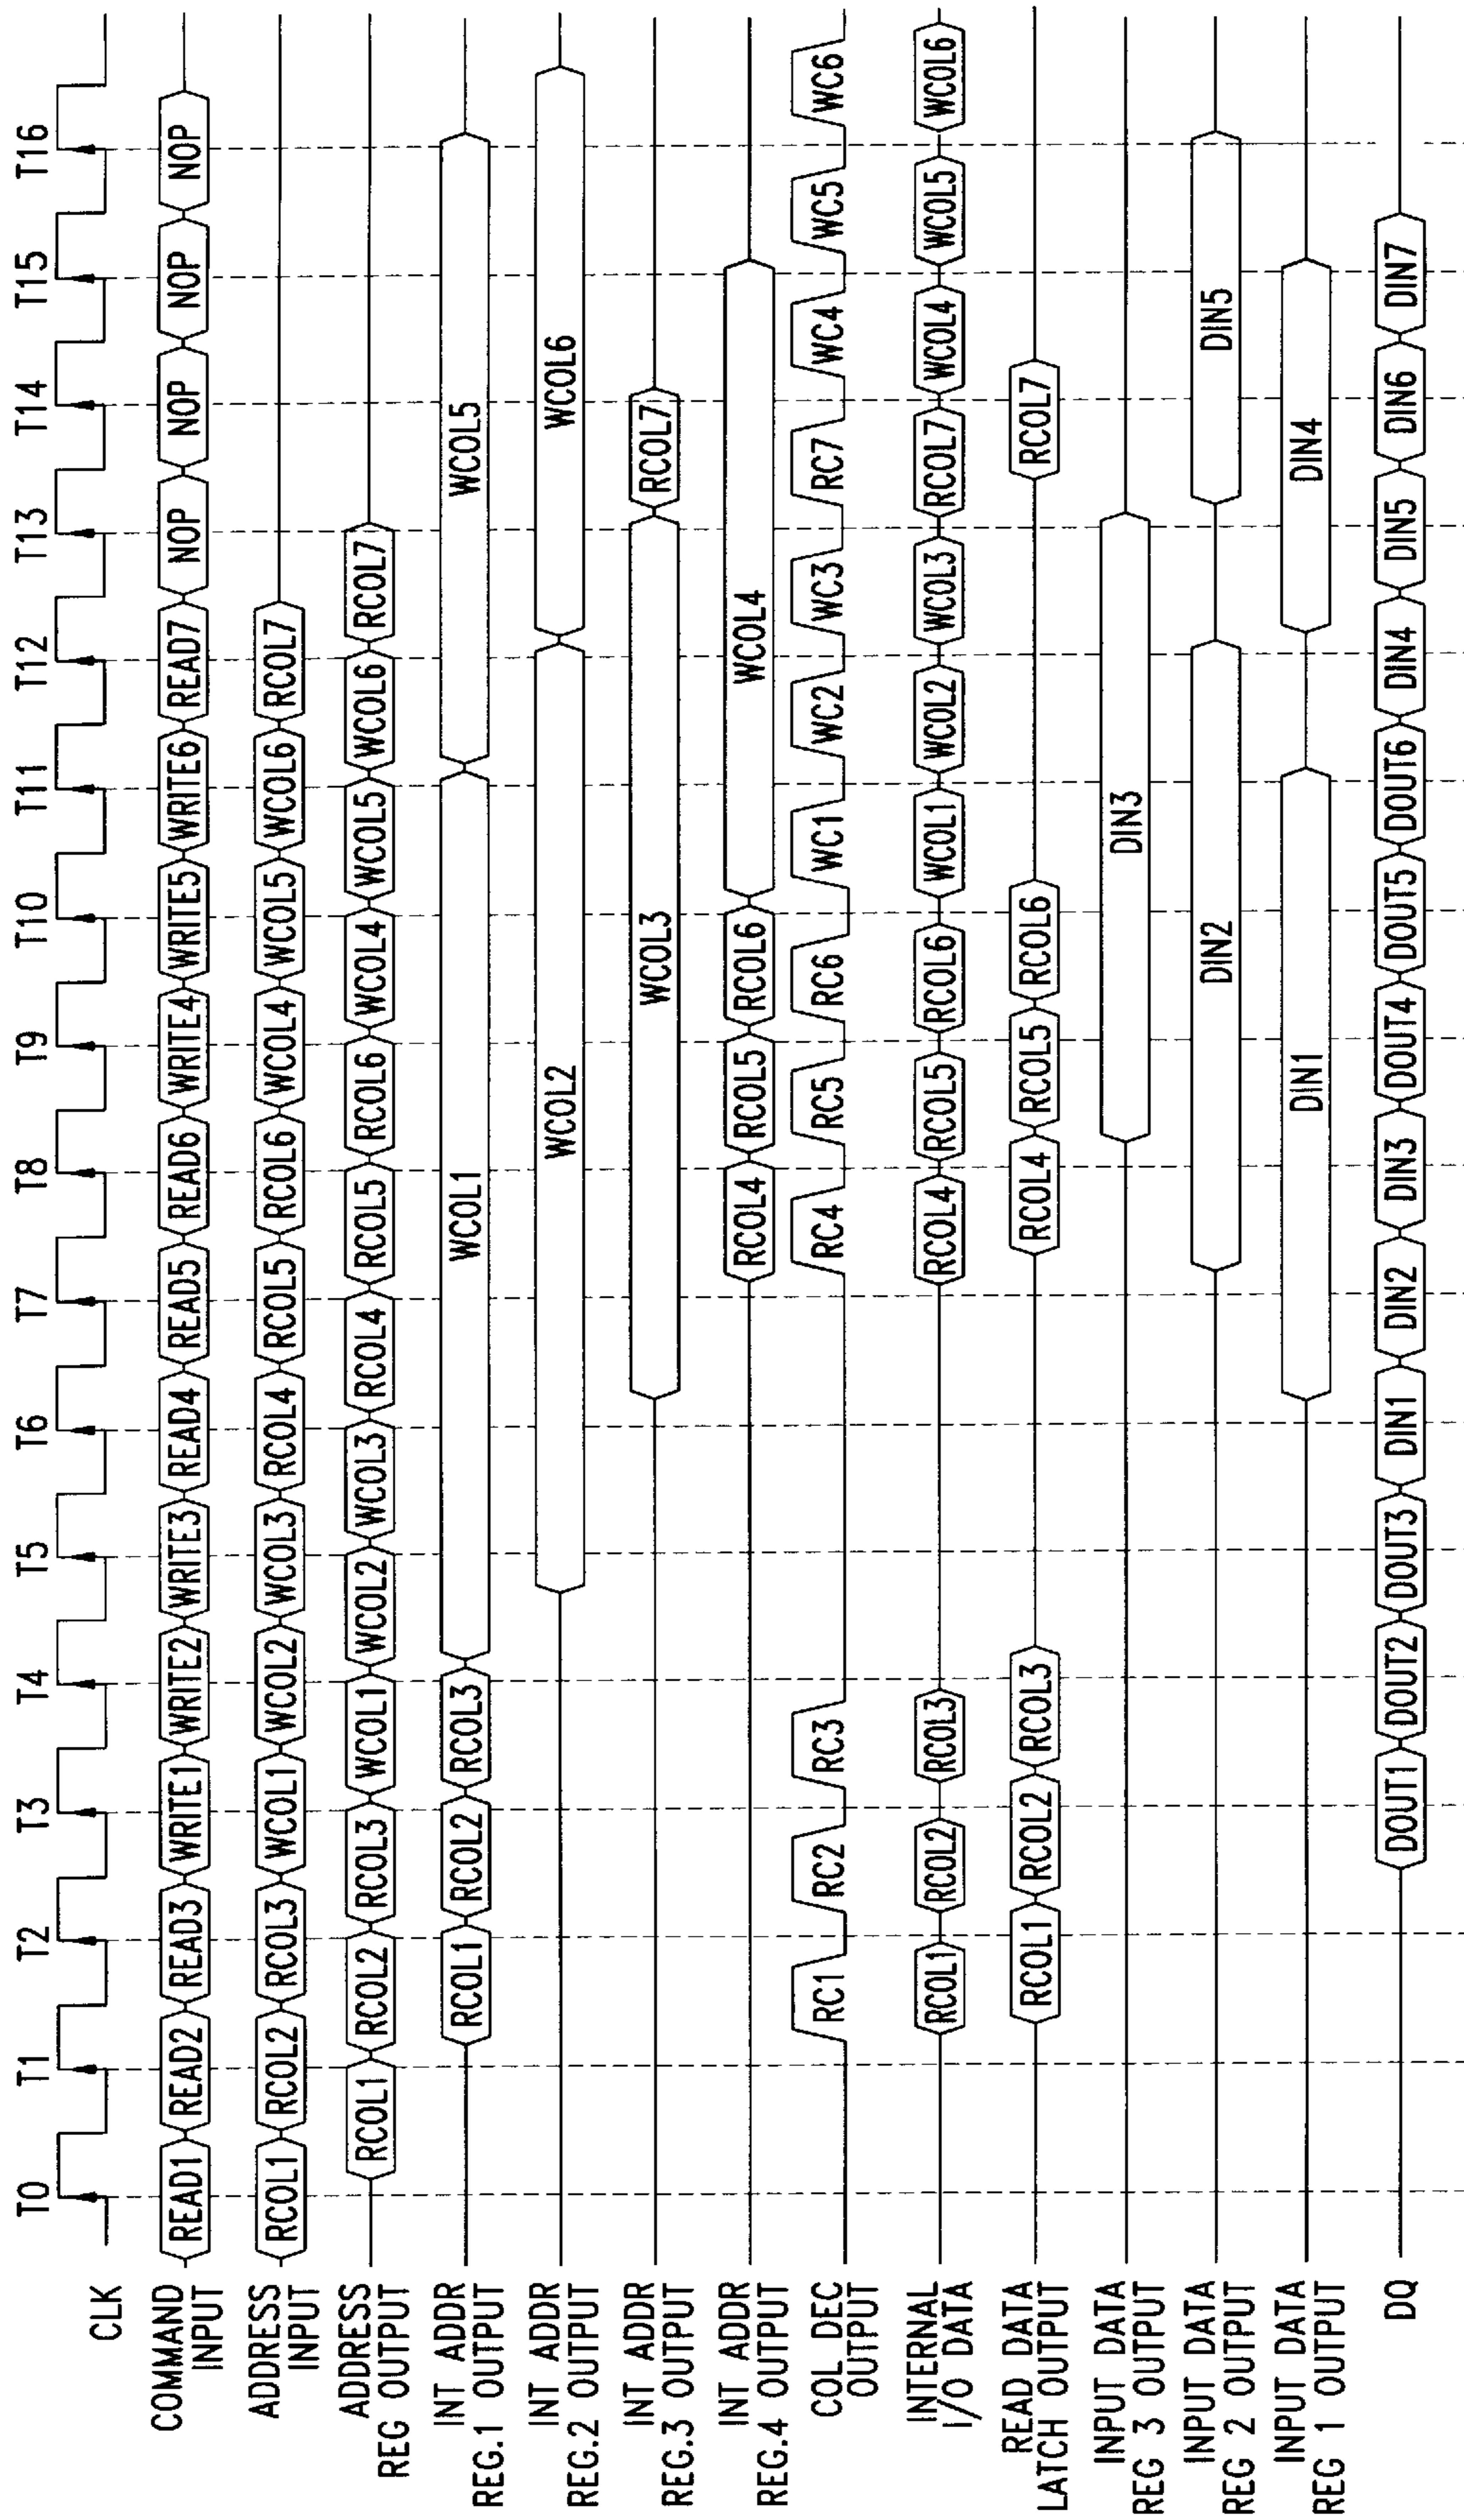 T0 T1 T2 T3 T4 T5 T6 T7 T8 T9 T10 T11 T12 T13 T14 T15 T16
CLK
COMMAND
INPUT
READ1 READ2 READ3 WRITE1 WRITE2 WRITE3 READ4 READ5 READ6 WRITE4 WRITE5 WRITE6 READ7 NOP NOP NOP NOP
ADDRESS
INPUT
RCOL1 RCOL2 RCOL3 WCOL1 WCOL2 WCOL3 RCOL4 RCOL5 RCOL6 WCOL4 WCOL5 WCOL6 RCOL7
ADDRESS
REG OUTPUT
RCOL1 RCOL2 RCOL3 WCOL1 WCOL2 WCOL3 RCOL4 RCOL5 RCOL6 WCOL4 WCOL5 WCOL6 RCOL7
INT ADDR
REG.1 OUTPUT
RCOL1 RCOL2 RCOL3 WCOL1 WCOL5
INT ADDR
REG.2 OUTPUT
WCOL2 WCOL6
INT ADDR
REG.3 OUTPUT
WCOL3 RCOL7
INT ADDR
REG.4 OUTPUT
RCOL4 RCOL5 RCOL6 WCOL4
COL DEC
OUTPUT
RC1 RC2 RC3 RC4 RC5 RC6 WC1 WC2 WC3 RC7 WC4 WC5 WC6
INTERNAL
I/O DATA
RCOL1 RCOL2 RCOL3 RCOL4 RCOL5 RCOL6 WCOL1 WCOL2 WCOL3 RCOL7 WCOL4 WCOL5 WCOL6
READ DATA
LATCH OUTPUT
RCOL1 RCOL2 RCOL3 RCOL4 RCOL5 RCOL6 RCOL7
INPUT DATA
REG 3 OUTPUT
DIN3
INPUT DATA
REG 2 OUTPUT
DIN2 DIN5
INPUT DATA
REG 1 OUTPUT
DIN1 DIN4
DQ
DOUT1 DOUT2 DOUT3 DIN1 DIN2 DIN3 DOUT4 DOUT5 DOUT6 DIN4 DIN5 DIN6 DIN7